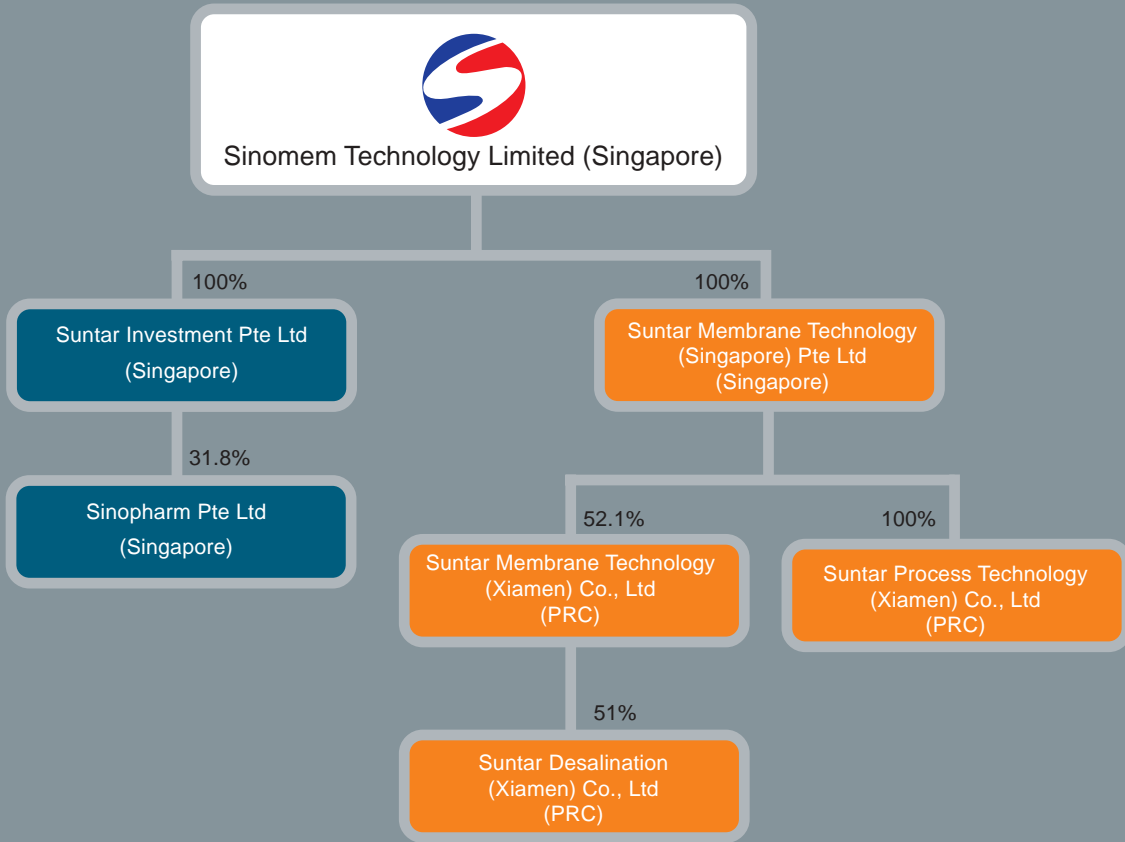 Sinomem Technology Limited (Singapore)
100%
100%
Suntar Investment Pte Ltd
(Singapore)
Suntar Membrane Technology
(Singapore) Pte Ltd
(Singapore)
31.8%
Sinopharm Pte Ltd
(Singapore)
52.1%
100%
Suntar Membrane Technology
(Xiamen) Co., Ltd
(PRC)
Suntar Process Technology
(Xiamen) Co., Ltd
(PRC)
51%
Suntar Desalination
(Xiamen) Co., Ltd
(PRC)